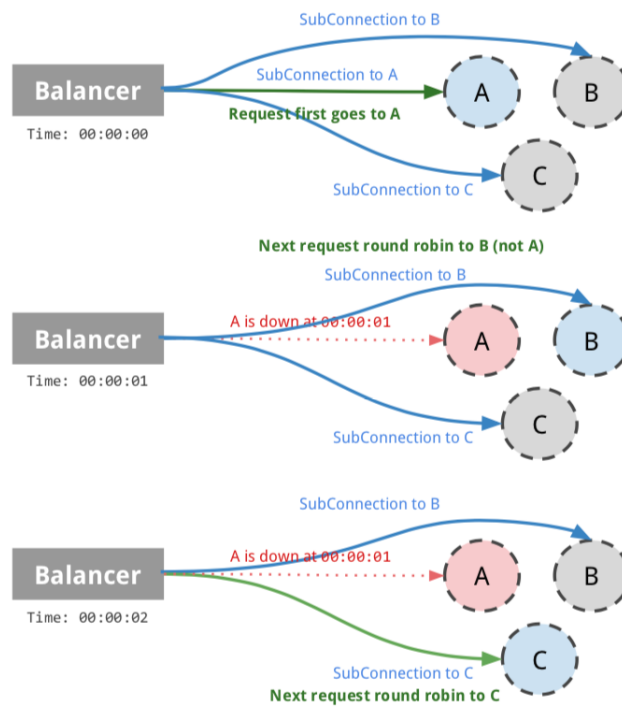 SubConnection to B
SubConnection to A
Balancer
A
B
Request first goes to A
Time: 00:00:00
C
SubConnection to C
Next request round robin to B (not A)
SubConnection to B
A is down at 00:00:01
Balancer
A
B
Time: 00:00:01
C
SubConnection to C
SubConnection to B
A is down at 00:00:01
Balancer
A
B
Time: 00:00:02
C
SubConnection to C
Next request round robin to C